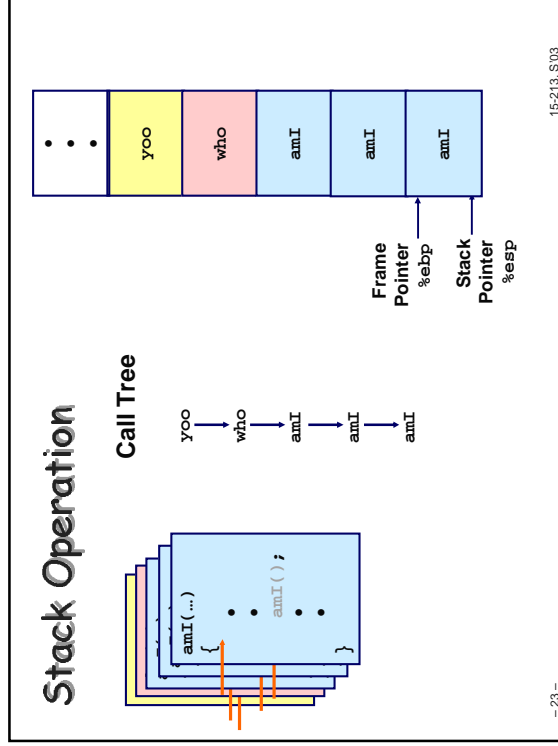 Stack Operation
amI(…)
{
•
•
amI();
•
•
}
Call Tree
yoo
who
amI
amI
amI
•
•
•
yoo
who
amI
amI
amI
Frame
Pointer
%ebp
Stack
Pointer
%esp
– 23 –
15-213, S'03